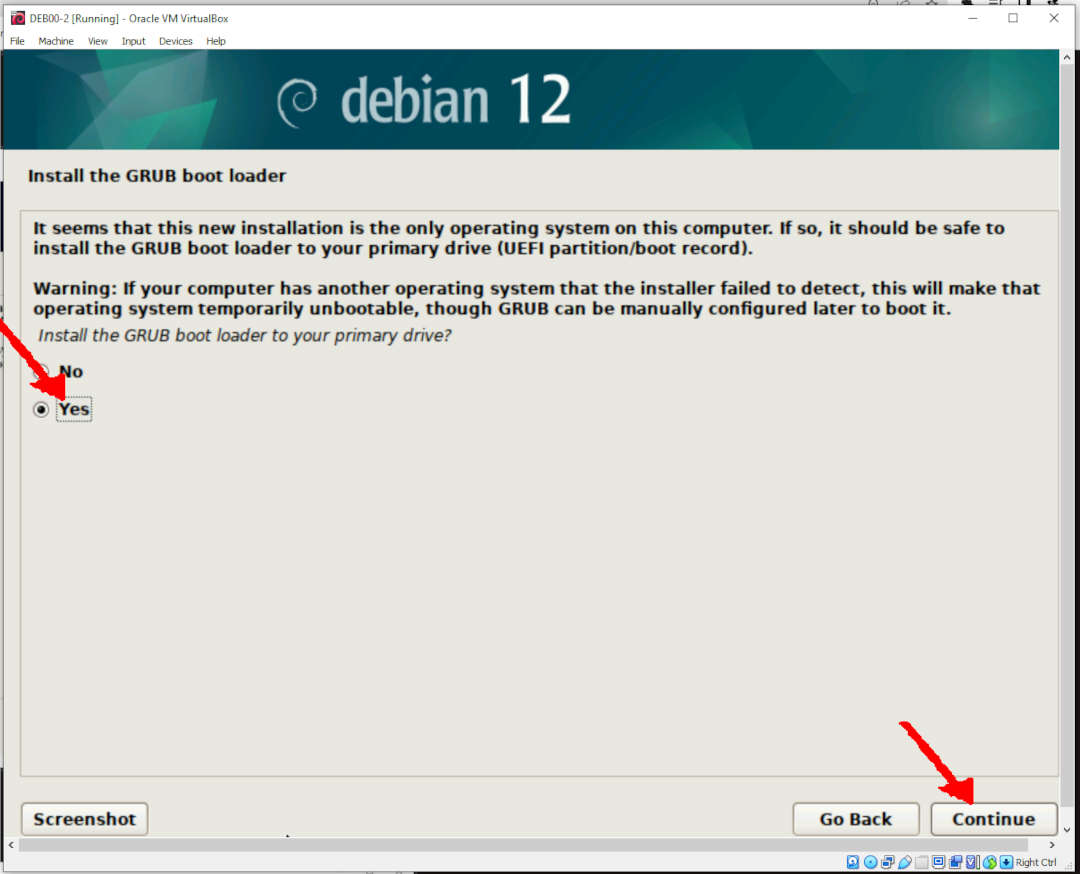 DEB00-2 [Running] - Oracle VM VirtualBox
File Machine View Input Devices Help
debian 12
Install the GRUB boot loader
It seems that this new installation is the only operating system on this computer. If so, it should be safe to
install the GRUB boot loader to your primary drive (UEFI partition/boot record).
Warning: If your computer has another operating system that the installer failed to detect, this will make that
operating system temporarily unbootable, though GRUB can be manually configured later to boot it.
Install the GRUB boot loader to your primary drive?
No
Yes
Screenshot
Go Back
Continue
Right Ctrl